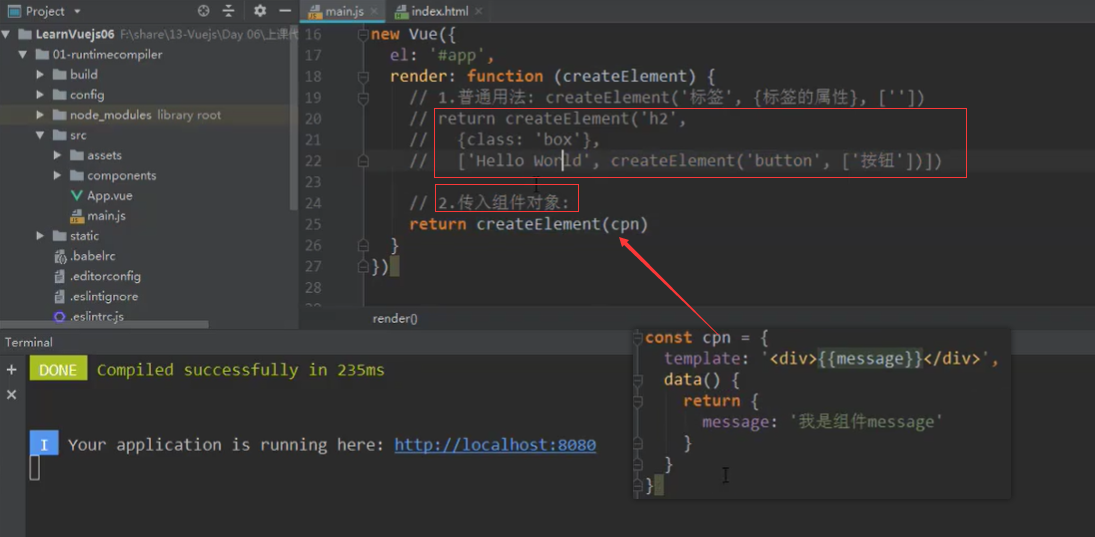 Project
main.js
index.html
LearnVuejs06 F:\share\13-Vuejs\Day 06\上课代
01-runtimecompiler
build
config
node_modules library root
src
assets
components
App.vue
main.js
static
.babelrc
.editorconfig
.eslintignore
.eslintrc.js
16 new Vue({
17 el: '#app',
18 render: function (createElement) {
19 // 1.普通用法: createElement('标签', {标签的属性}, [''])
20 // return createElement('h2',
21 // {class: 'box'},
22 // ['Hello World', createElement('button', ['按钮'])])
23
24 // 2.传入组件对象:
25 return createElement(cpn)
26 }
27 })
28
render()
const cpn = {
template: '<div>{{message}}</div>',
data() {
return {
message: '我是组件message'
}
}
}
Terminal
DONE Compiled successfully in 235ms
I Your application is running here: http://localhost:8080